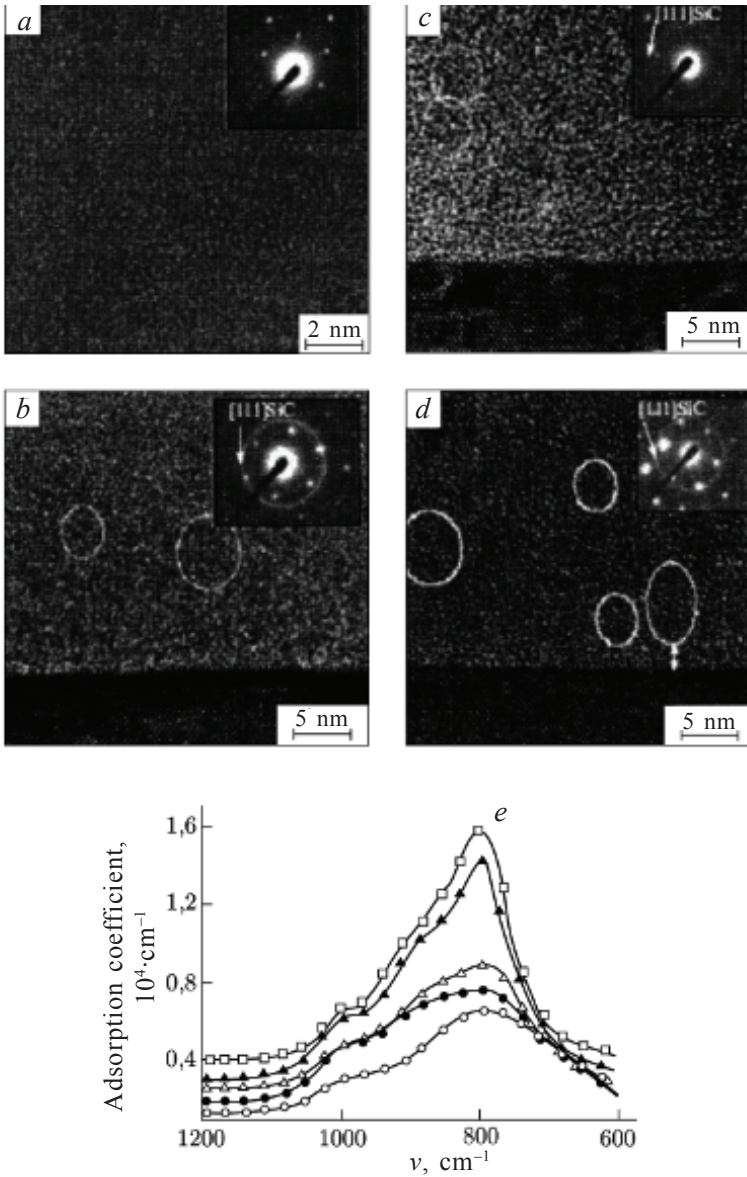 a
2 nm
c
[111]SiC
5 nm
b
[111]SiC
5 nm
d
[111]SiC
5 nm
e
Adsorption coefficient,
10⁴·cm⁻¹
1,6
1,2
0,8
0,4
1200 1000 800 600
ν, cm⁻¹